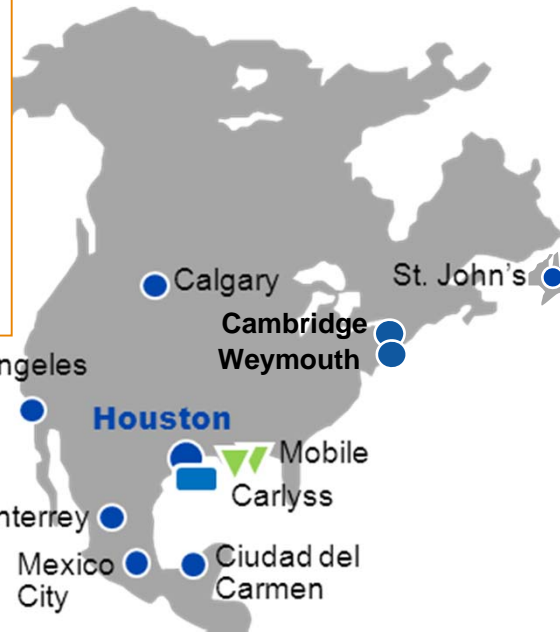 Calgary
St. John's
Cambridge
Weymouth
ngeles
Houston
Mobile
Carlyss
nterrey
Mexico
City
Ciudad del
Carmen